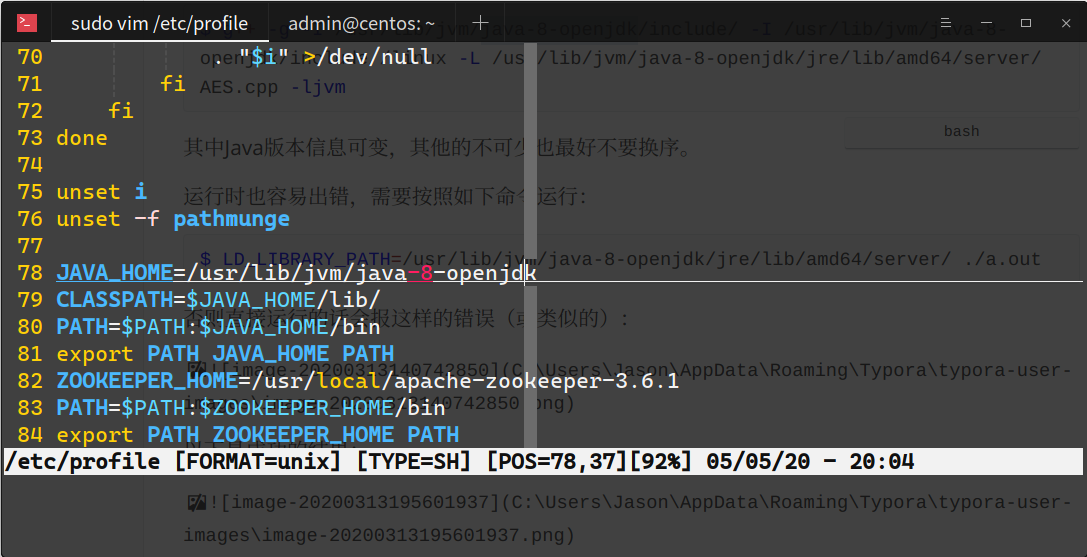 sudo vim /etc/profile
admin@centos: ~
70 . "$i" >/dev/null
71 fi
72 fi
73 done
74
75 unset i
76 unset -f pathmunge
77
78 JAVA_HOME=/usr/lib/jvm/java-8-openjdk
79 CLASSPATH=$JAVA_HOME/lib/
80 PATH=$PATH:$JAVA_HOME/bin
81 export PATH JAVA_HOME PATH
82 ZOOKEEPER_HOME=/usr/local/apache-zookeeper-3.6.1
83 PATH=$PATH:$ZOOKEEPER_HOME/bin
84 export PATH ZOOKEEPER_HOME PATH
/etc/profile [FORMAT=unix] [TYPE=SH] [POS=78,37][92%] 05/05/20 - 20:04
/lib/jvm/java-8-openjdk/include/ -I /usr/lib/jvm/java-8-
-L /usr/lib/jvm/java-8-openjdk/jre/lib/amd64/server/
AES.cpp -ljvm
其中Java版本信息可变，其他的不可少也最好不要换序。
bash
运行时也容易出错，需要按照如下命令运行：
$ LD_LIBRARY_PATH=/usr/lib/jvm/java-8-openjdk/jre/lib/amd64/server/ ./a.out
否则直接运行的话会报这样的错误（或类似的）：
![image-20200313140742850](C:\Users\Jason\AppData\Roaming\Typora\typora-user-
images\image-20200313140742850.png)
![image-20200313195601937](C:\Users\Jason\AppData\Roaming\Typora\typora-user-
images\image-20200313195601937.png)